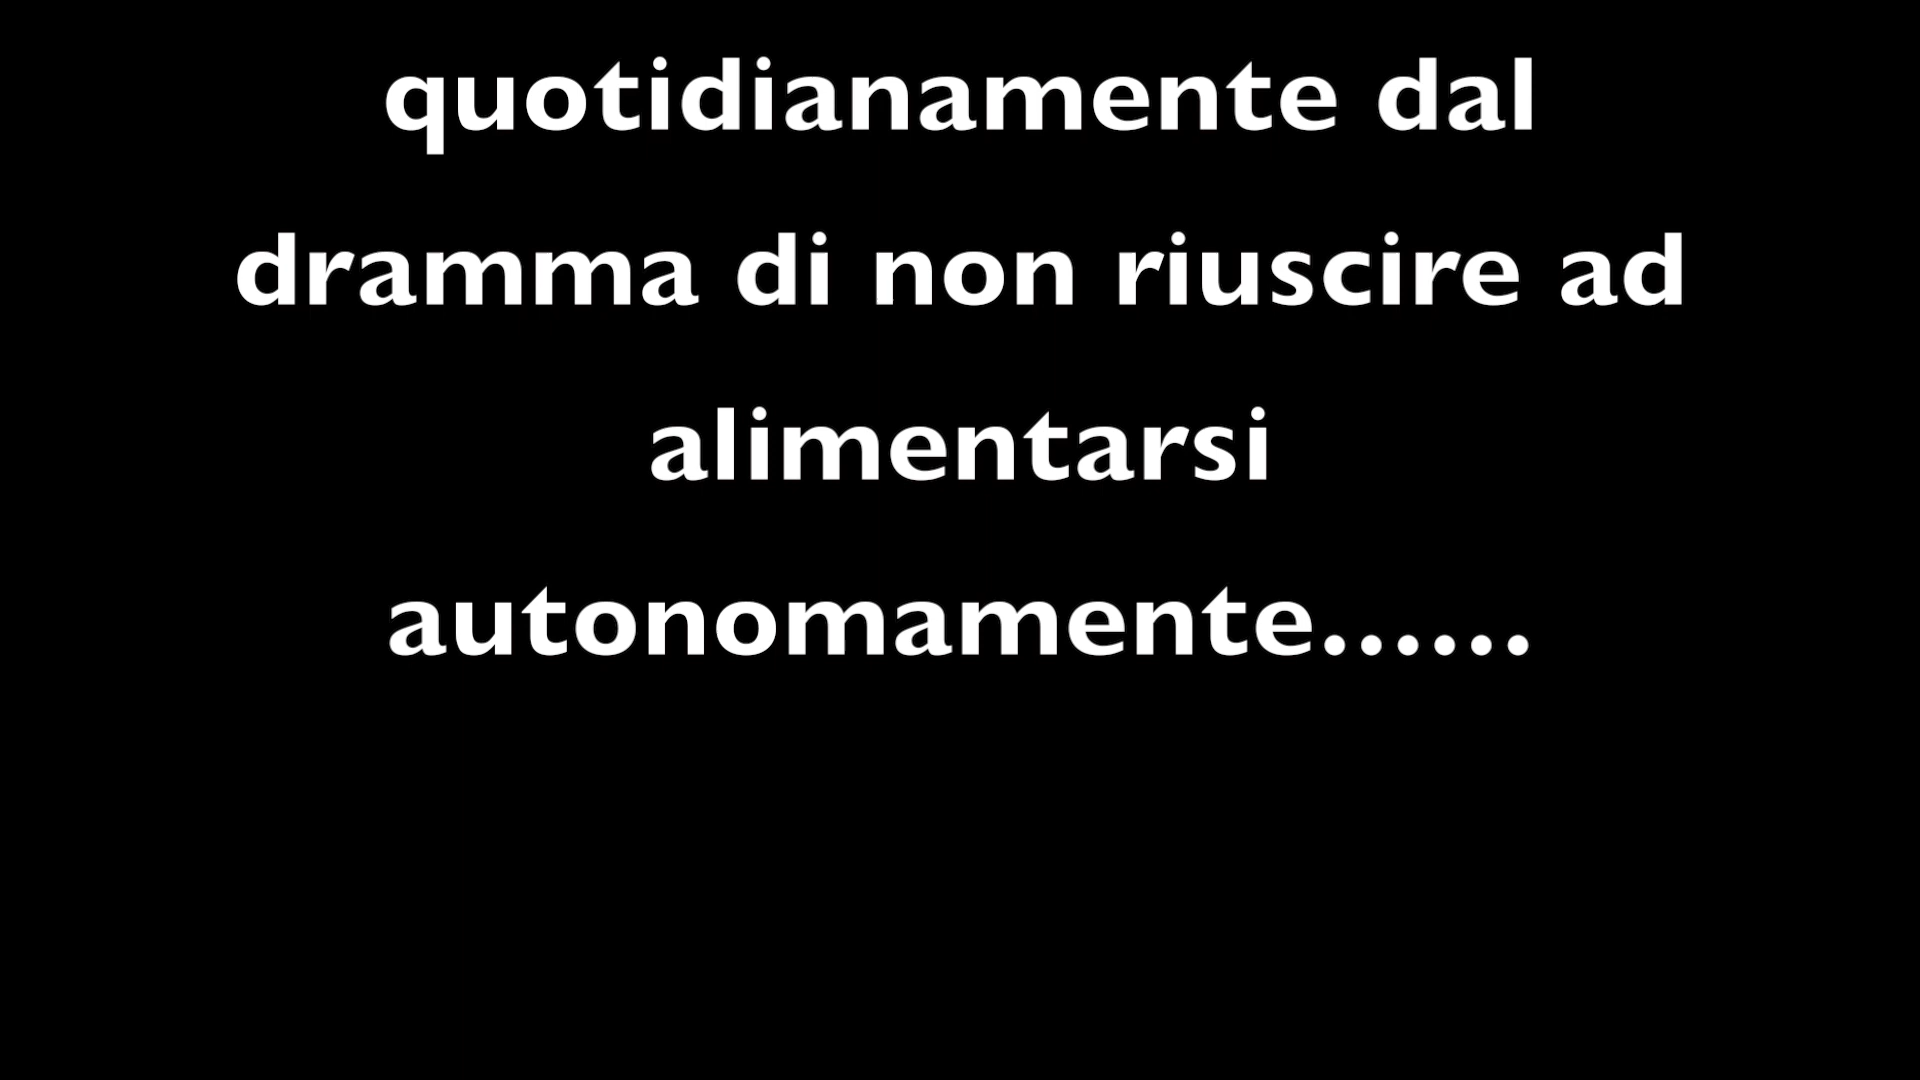 quotidianamente dal
dramma di non riuscire ad
alimentarsi
autonomamente......